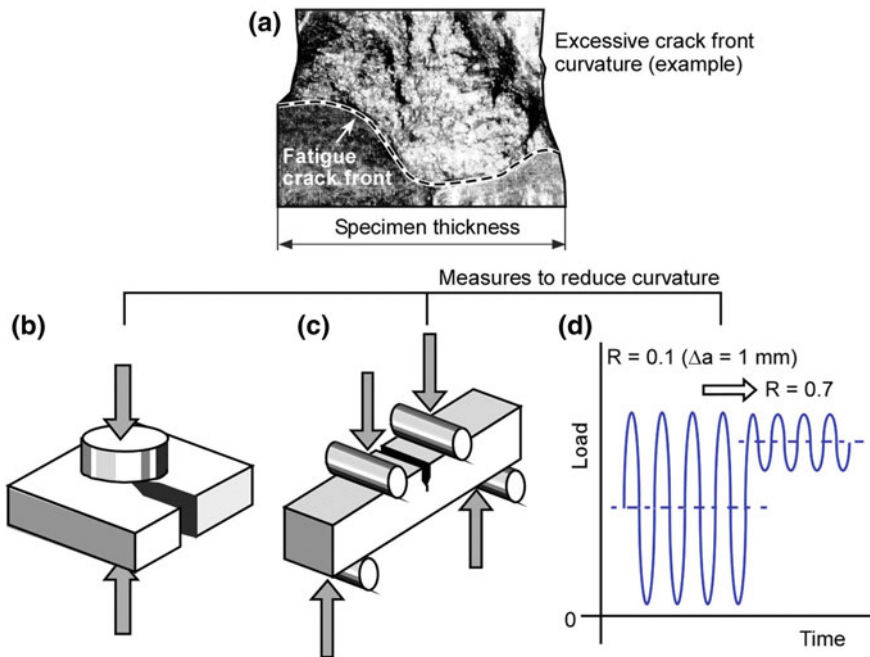 (a)
Excessive crack front
curvature (example)
Fatigue
crack front
Specimen thickness
Measures to reduce curvature
(b)
(c)
(d)
R = 0.1 (Δa = 1 mm)
R = 0.7
Load
0
Time